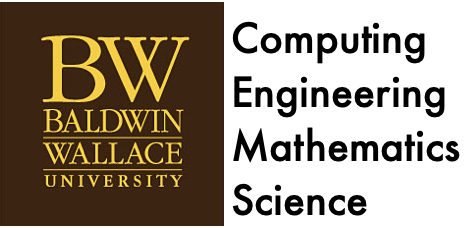 BW
BALDWIN
WALLACE
UNIVERSITY
Computing
Engineering
Mathematics
Science